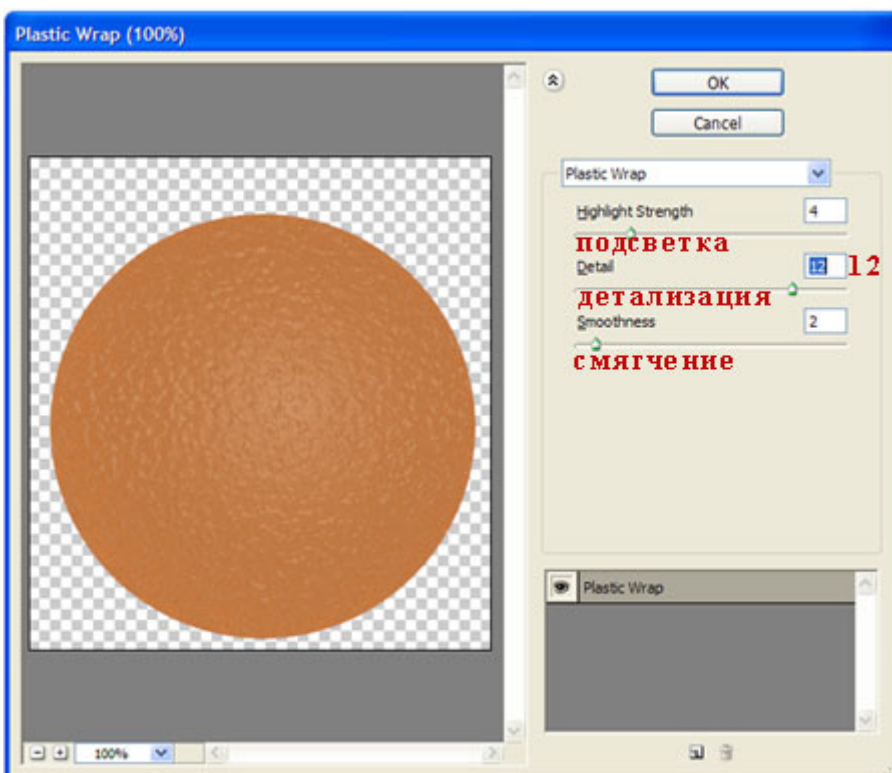 Plastic Wrap (100%)
OK
Cancel
Plastic Wrap
Highlight Strength 4
подсветка
Detail 12 12
детализация
Smoothness 2
смягчение
Plastic Wrap
100%